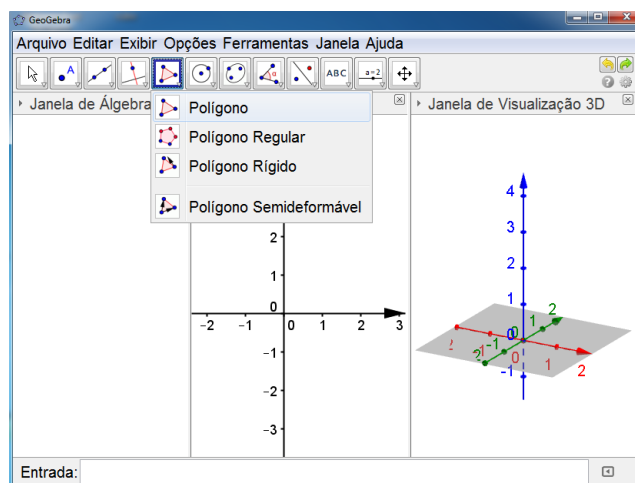 GeoGebra
Arquivo Editar Exibir Opções Ferramentas Janela Ajuda
A
α
ABC
a=2
Janela de Álgebra
Janela de Visualização 3D
Polígono
Polígono Regular
Polígono Rígido
Polígono Semideformável
2
1
0
-2 -1 0 1 2 3
-1
-2
-3
4
3
2
1
0
-1
2
1
0
-1
2
-1
0
1
2
Entrada: